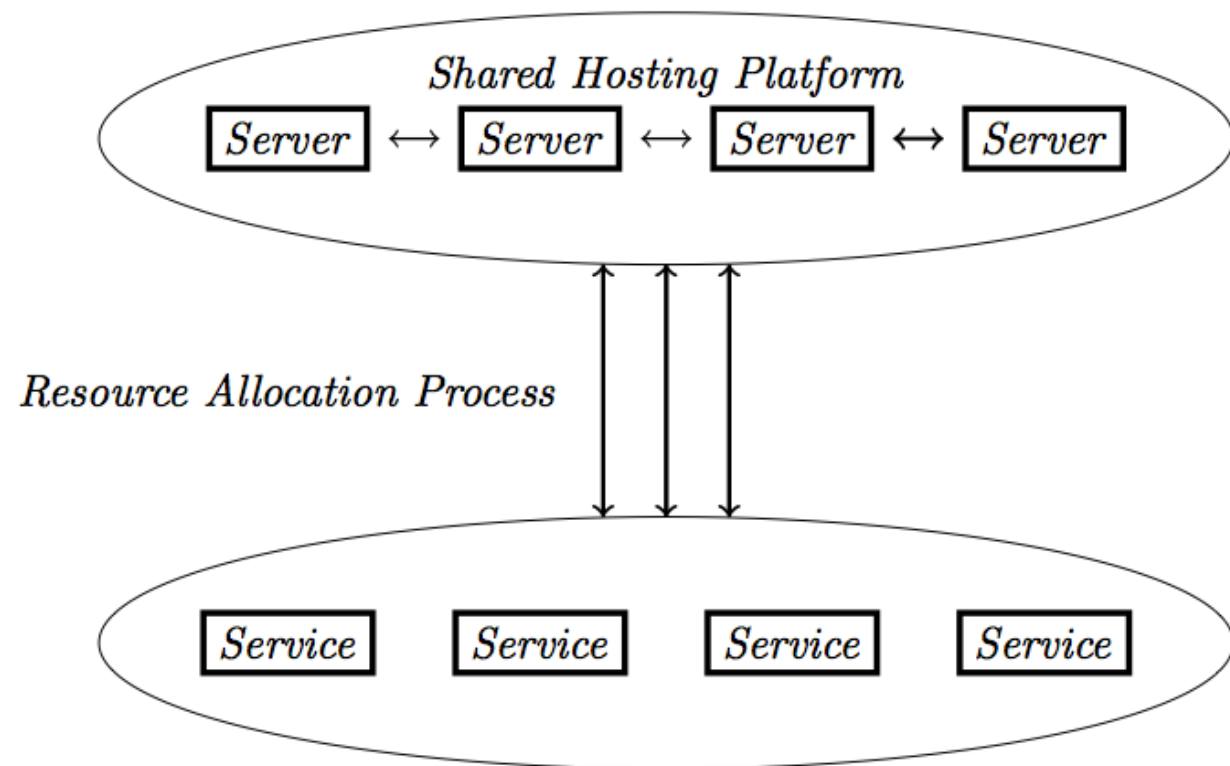 Shared Hosting Platform
Server Server Server Server
Resource Allocation Process
Service Service Service Service